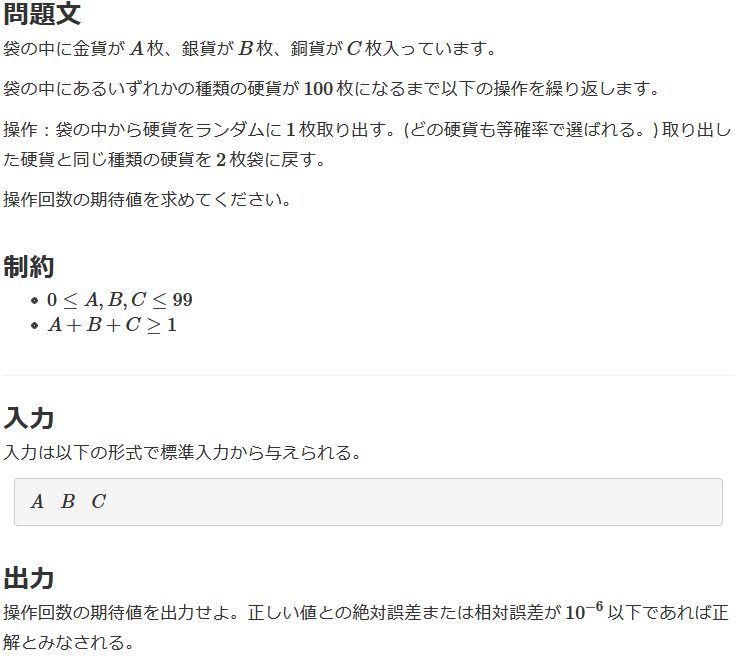 問題文
袋の中に金貨が A 枚、銀貨が B 枚、銅貨が C 枚入っています。
袋の中にあるいずれかの種類の硬貨が 100 枚になるまで以下の操作を繰り返します。
操作：袋の中から硬貨をランダムに 1 枚取り出す。(どの硬貨も等確率で選ばれる。) 取り出し
た硬貨と同じ種類の硬貨を 2 枚袋に戻す。
操作回数の期待値を求めてください。
制約
0 ≤ A, B, C ≤ 99
A + B + C ≥ 1
入力
入力は以下の形式で標準入力から与えられる。
A B C
出力
操作回数の期待値を出力せよ。正しい値との絶対誤差または相対誤差が 10⁻⁶ 以下であれば正
解とみなされる。